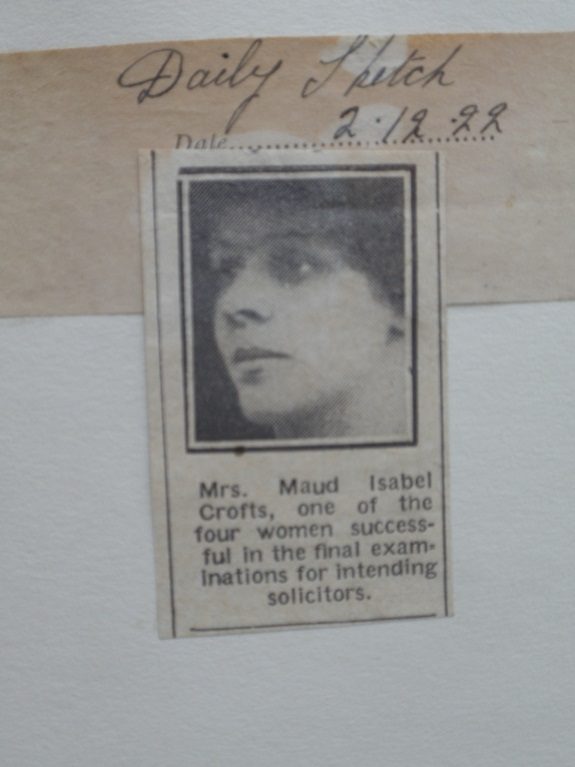 Daily Sketch
Date.................... 2.12.22
Mrs. Maud Isabel
Crofts, one of the
four women success-
ful in the final exam-
inations for intending
solicitors.